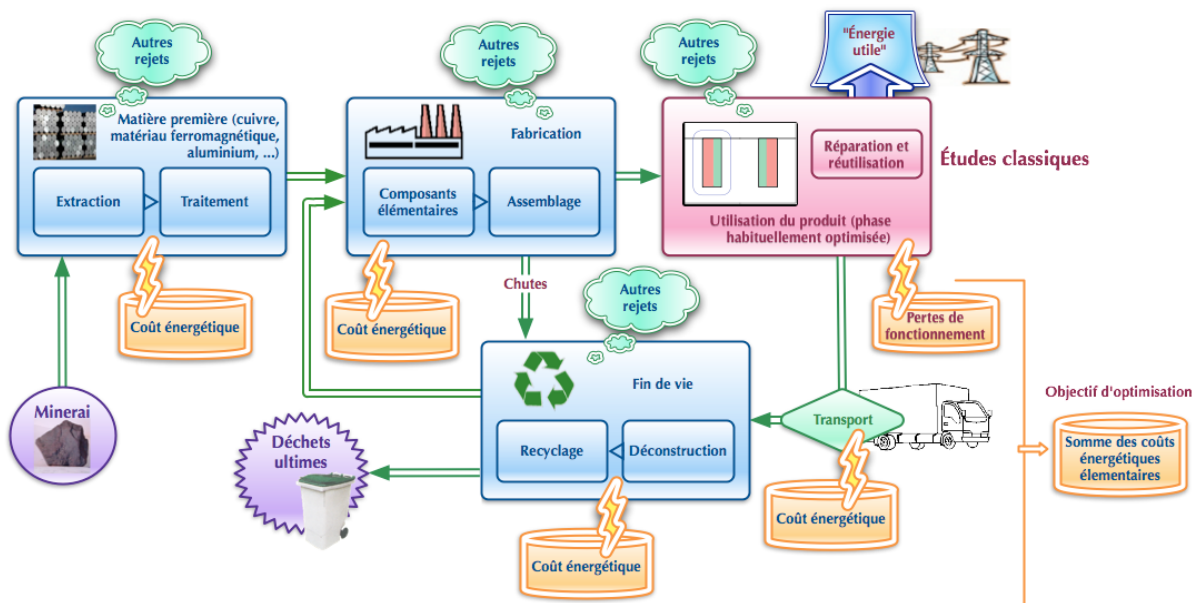 Autres
rejets
Autres
rejets
Autres
rejets
"Énergie
utile"
Matière première (cuivre,
matériau ferromagnétique,
aluminium, ...)
Extraction
Traitement
Fabrication
Composants
élémentaires
Assemblage
Réparation et
réutilisation
Utilisation du produit (phase
habituellement optimisée)
Études classiques
Coût énergétique
Coût énergétique
Chutes
Autres
rejets
Pertes de
fonctionnement
Minerai
Déchets
ultimes
Fin de vie
Recyclage
Déconstruction
Transport
Objectif d'optimisation
Somme des coûts
énergétiques
élementaires
Coût énergétique
Coût énergétique